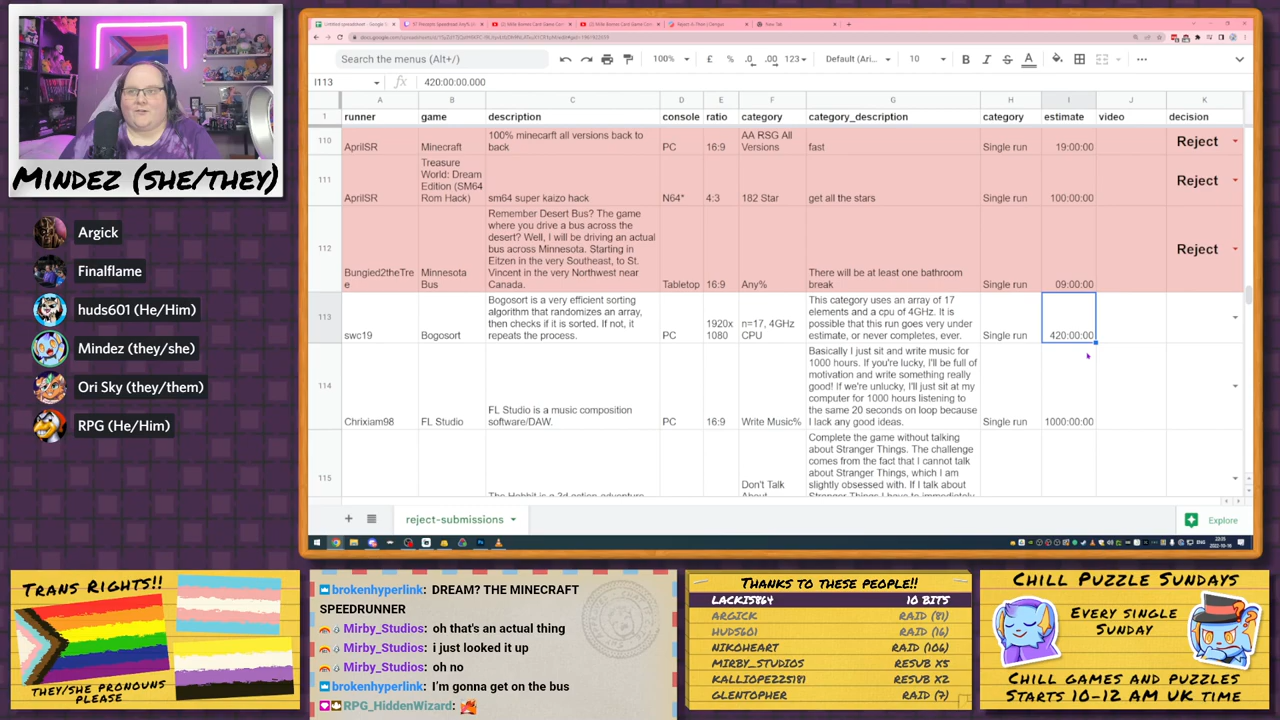 Mindez (she/they)
Argick
Finalflame
huds601 (He/Him)
Mindez (they/she)
Ori Sky (they/them)
RPG (He/Him)
Search the menus (Alt+/)
100%
£
%
.0
.00
123
Default (Ari...
10
B
I
S
A
I113
fx
420:00:00.000
A
B
C
D
E
F
G
H
I
J
K
1
runner
game
description
console
ratio
category
category_description
category
estimate
video
decision
110
AprilSR
Minecraft
100% minecarft all versions back to
back
PC
16:9
AA RSG All
Versions
fast
Single run
19:00:00
Reject
111
AprilSR
Treasure
World: Dream
Edition (SM64
Rom Hack)
sm64 super kaizo hack
N64*
4:3
182 Star
get all the stars
Single run
100:00:00
Reject
112
Bungied2theTre
e
Minnesota
Bus
Remember Desert Bus? The game
where you drive a bus across the
desert? Well, I will be driving an actual
bus across Minnesota. Starting in
Eitzen in the very Southeast, to St.
Vincent in the very Northwest near
Canada.
Tabletop
16:9
Any%
There will be at least one bathroom
break
Single run
09:00:00
Reject
113
swc19
Bogosort
Bogosort is a very efficient sorting
algorithm that randomizes an array,
then checks if it is sorted. If not, it
repeats the process.
PC
1920x
1080
n=17, 4GHz
CPU
This category uses an array of 17
elements and a cpu of 4GHz. It is
possible that this run goes very under
estimate, or never completes, ever.
Single run
420:00:00
114
Chrixiam98
FL Studio
FL Studio is a music composition
software/DAW.
PC
16:9
Write Music%
Basically I just sit and write music for
1000 hours. If you're lucky, I'll be full of
motivation and write something really
good! If we're unlucky, I'll just sit at my
computer for 1000 hours listening to
the same 20 seconds on loop because
I lack any good ideas.
Single run
1000:00:00
115
Don't Talk
About
Complete the game without talking
about Stranger Things. The challenge
comes from the fact that I cannot talk
about Stranger Things, which I am
slightly obsessed with. If I talk about
reject-submissions
Explore
22:35
2022-10-10
Trans Rights!!
They/She pronouns
please
brokenhyperlink: DREAM? THE MINECRAFT
SPEEDRUNNER
Mirby_Studios: oh that's an actual thing
Mirby_Studios: i just looked it up
Mirby_Studios: oh no
brokenhyperlink: I'm gonna get on the bus
RPG_HiddenWizard:
Thanks to these people!!
Lackis864 10 bits
Argick Raid (81)
huds601 Raid (16)
NikoHeart Raid (106)
Mirby_Studios Resub x5
Kalliope22581 Resub x2
Glentopher Raid (7)
Chill Puzzle Sundays
Every single
Sunday
Chill games and puzzles
Starts 10-12 AM UK time